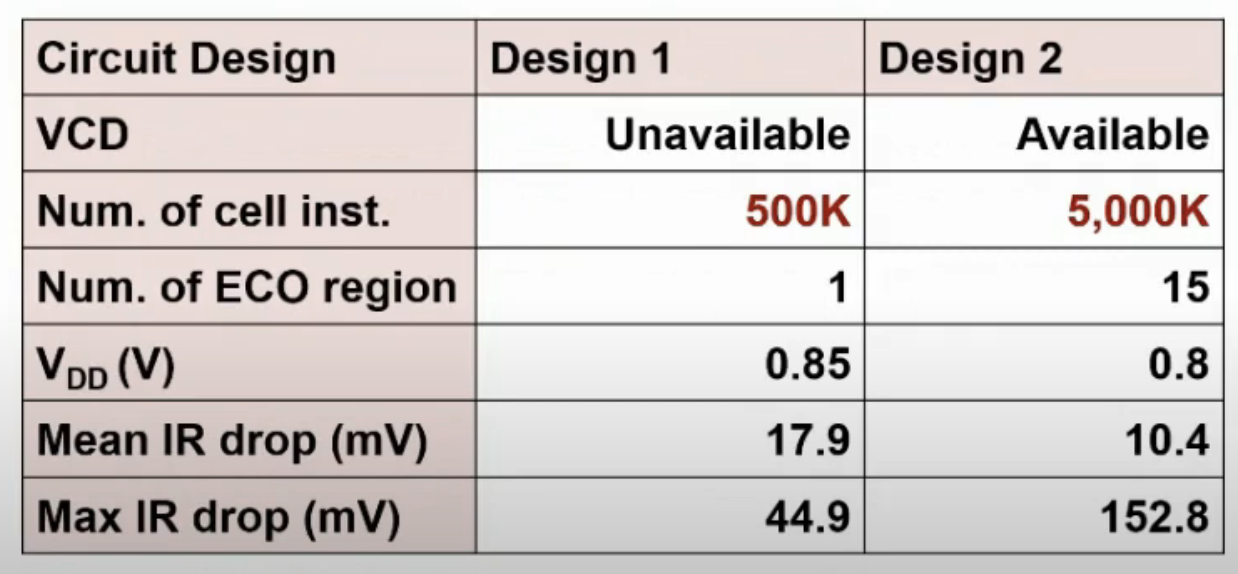 Circuit Design Design 1 Design 2
VCD Unavailable Available
Num. of cell inst. 500K 5,000K
Num. of ECO region 1 15
VDD (V) 0.85 0.8
Mean IR drop (mV) 17.9 10.4
Max IR drop (mV) 44.9 152.8